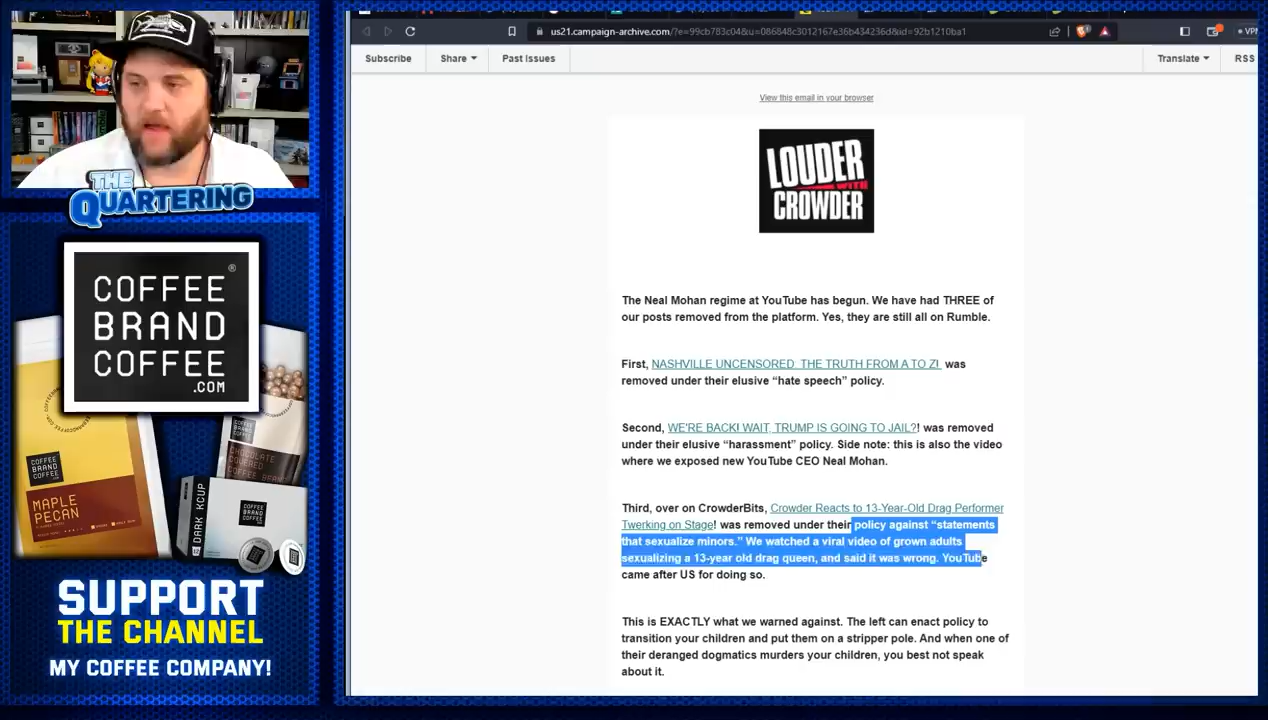 THE
QUARTERING
COFFEE
BRAND
COFFEE
.COM
®
MAPLE
PECAN
COFFEE
BRAND
COFFEE
DARK KCUP
SUPPORT
THE CHANNEL
MY COFFEE COMPANY!
us21.campaign-archive.com/?e=99cb783c04&u=086848c3012167e36b434236d&id=92b1210ba1
VPN
Subscribe
Share
Past Issues
Translate
RSS
View this email in your browser
LOUDER
WITH
CROWDER
The Neal Mohan regime at YouTube has begun. We have had THREE of
our posts removed from the platform. Yes, they are still all on Rumble.
First, NASHVILLE UNCENSORED: THE TRUTH FROM A TO ZI, was
removed under their elusive “hate speech” policy.
Second, WE'RE BACK! WAIT, TRUMP IS GOING TO JAIL?! was removed
under their elusive “harassment” policy. Side note: this is also the video
where we exposed new YouTube CEO Neal Mohan.
Third, over on CrowderBits, Crowder Reacts to 13-Year-Old Drag Performer
Twerking on Stage! was removed under their policy against “statements
that sexualize minors.” We watched a viral video of grown adults
sexualizing a 13-year old drag queen, and said it was wrong. YouTube
came after US for doing so.
This is EXACTLY what we warned against. The left can enact policy to
transition your children and put them on a stripper pole. And when one of
their deranged dogmatics murders your children, you best not speak
about it.